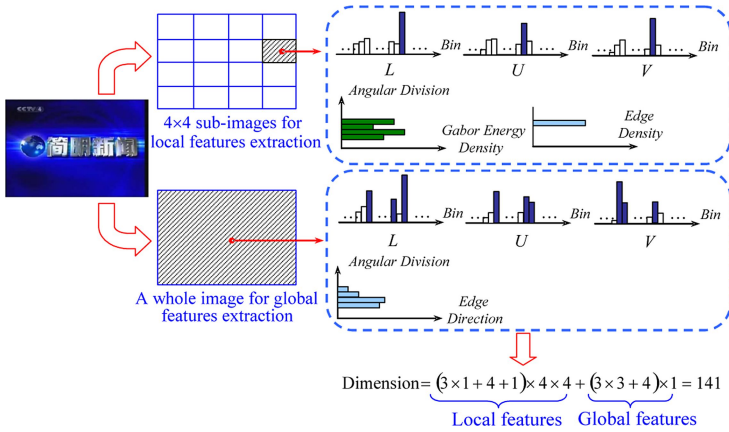 ... ... Bin
L
... ... Bin
U
... ... Bin
V
CCTV-4
简明新闻
4×4 sub-images for
local features extraction
Angular Division
Gabor Energy
Density
Edge
Density
... ... Bin
L
... ... Bin
U
... ... Bin
V
A whole image for global
features extraction
Angular Division
Edge
Direction
Dimension=(3×1+4+1)×4×4+(3×3+4)×1=141
Local features
Global features